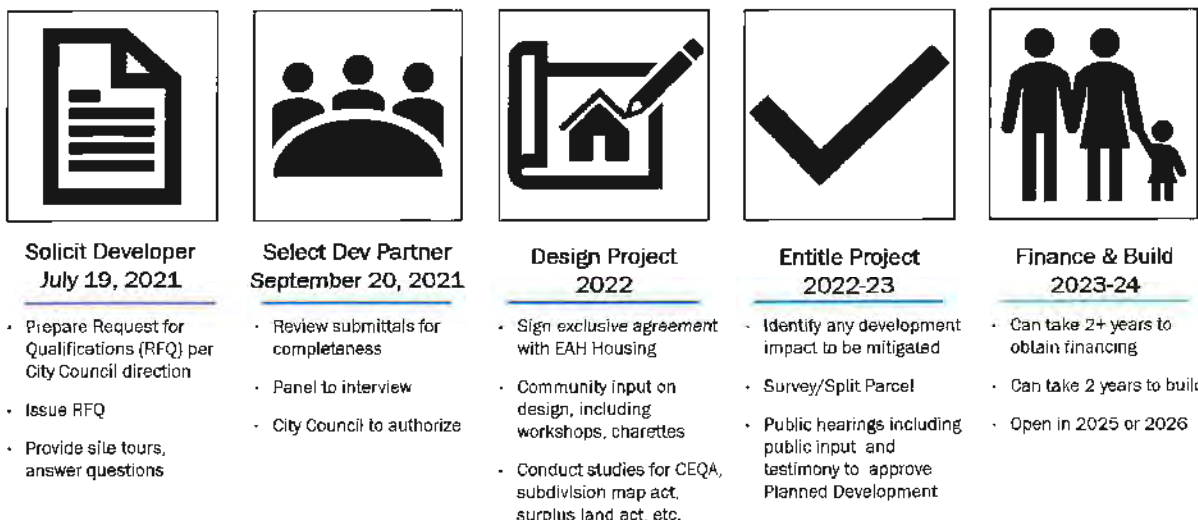 Solicit Developer
July 19, 2021
• Prepare Request for
Qualifications (RFQ) per
City Council direction
• Issue RFQ
• Provide site tours,
answer questions
Select Dev Partner
September 20, 2021
• Review submittals for
completeness
• Panel to interview
• City Council to authorize
Design Project
2022
• Sign exclusive agreement
with EAH Housing
• Community input on
design, including
workshops, charettes
• Conduct studies for CEQA,
subdivision map act,
surplus land act, etc.
Entitle Project
2022-23
• Identify any development
impact to be mitigated
• Survey/Split Parcel
• Public hearings including
public input and
testimony to approve
Planned Development
Finance & Build
2023-24
• Can take 2+ years to
obtain financing
• Can take 2 years to build
• Open in 2025 or 2026